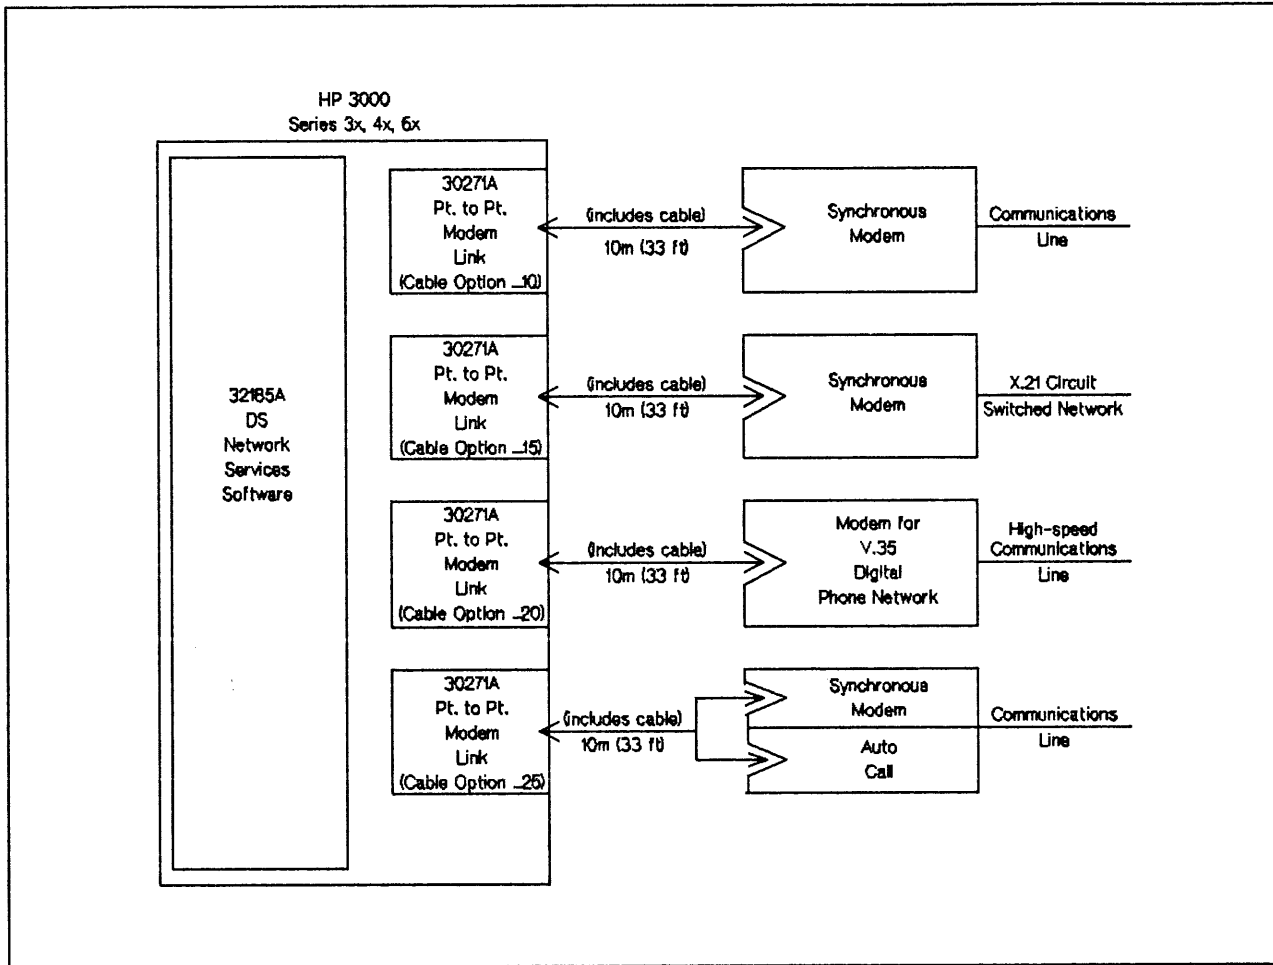 HP 3000
Series 3x, 4x, 6x
32185A
DS
Network
Services
Software
30271A
Pt. to Pt.
Modem
Link
(Cable Option _10)
(includes cable)
10m (33 ft)
Synchronous
Modem
Communications
Line
30271A
Pt. to Pt.
Modem
Link
(Cable Option _15)
(includes cable)
10m (33 ft)
Synchronous
Modem
X.21 Circuit
Switched Network
30271A
Pt. to Pt.
Modem
Link
(Cable Option _20)
(includes cable)
10m (33 ft)
Modem for
V.35
Digital
Phone Network
High-speed
Communications
Line
30271A
Pt. to Pt.
Modem
Link
(Cable Option _25)
(includes cable)
10m (33 ft)
Synchronous
Modem
Auto
Call
Communications
Line